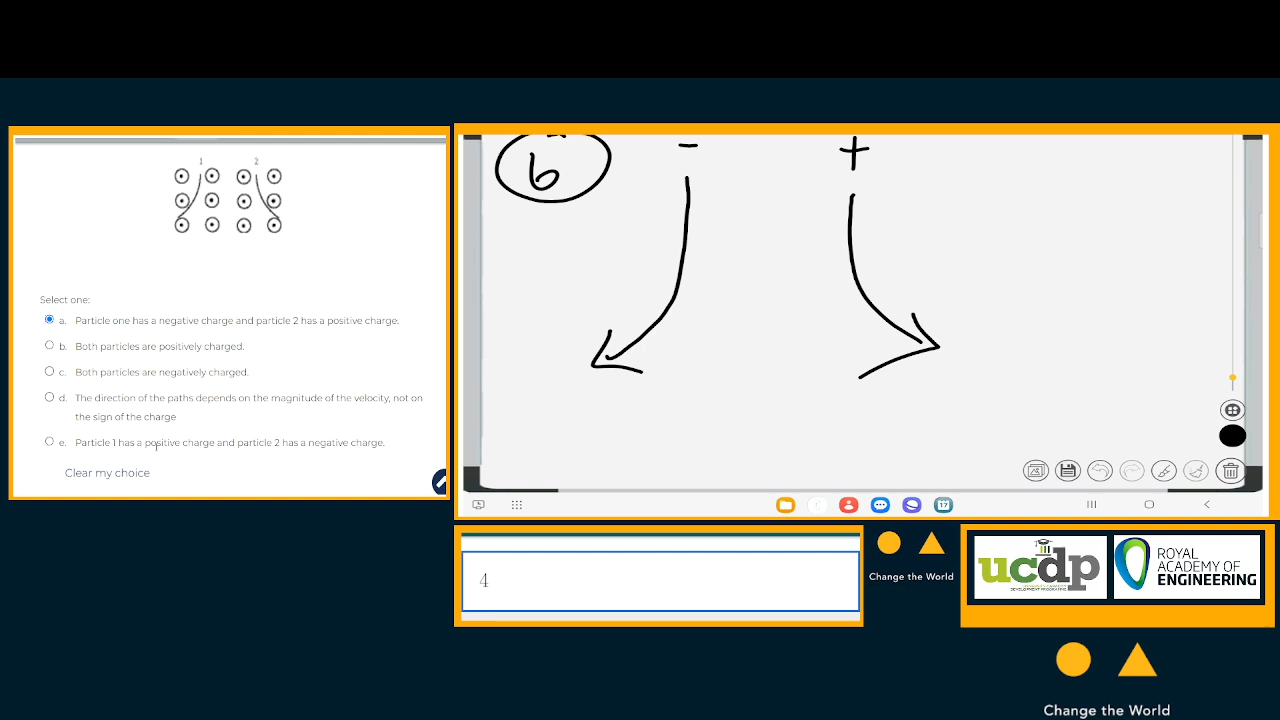 1 2
Select one:
a. Particle one has a negative charge and particle 2 has a positive charge.
b. Both particles are positively charged.
c. Both particles are negatively charged.
d. The direction of the paths depends on the magnitude of the velocity, not on
the sign of the charge
e. Particle 1 has a positive charge and particle 2 has a negative charge.
Clear my choice
- +
b
17
4
Change the World
ucdp
ROYAL
ACADEMY OF
ENGINEERING
Change the World